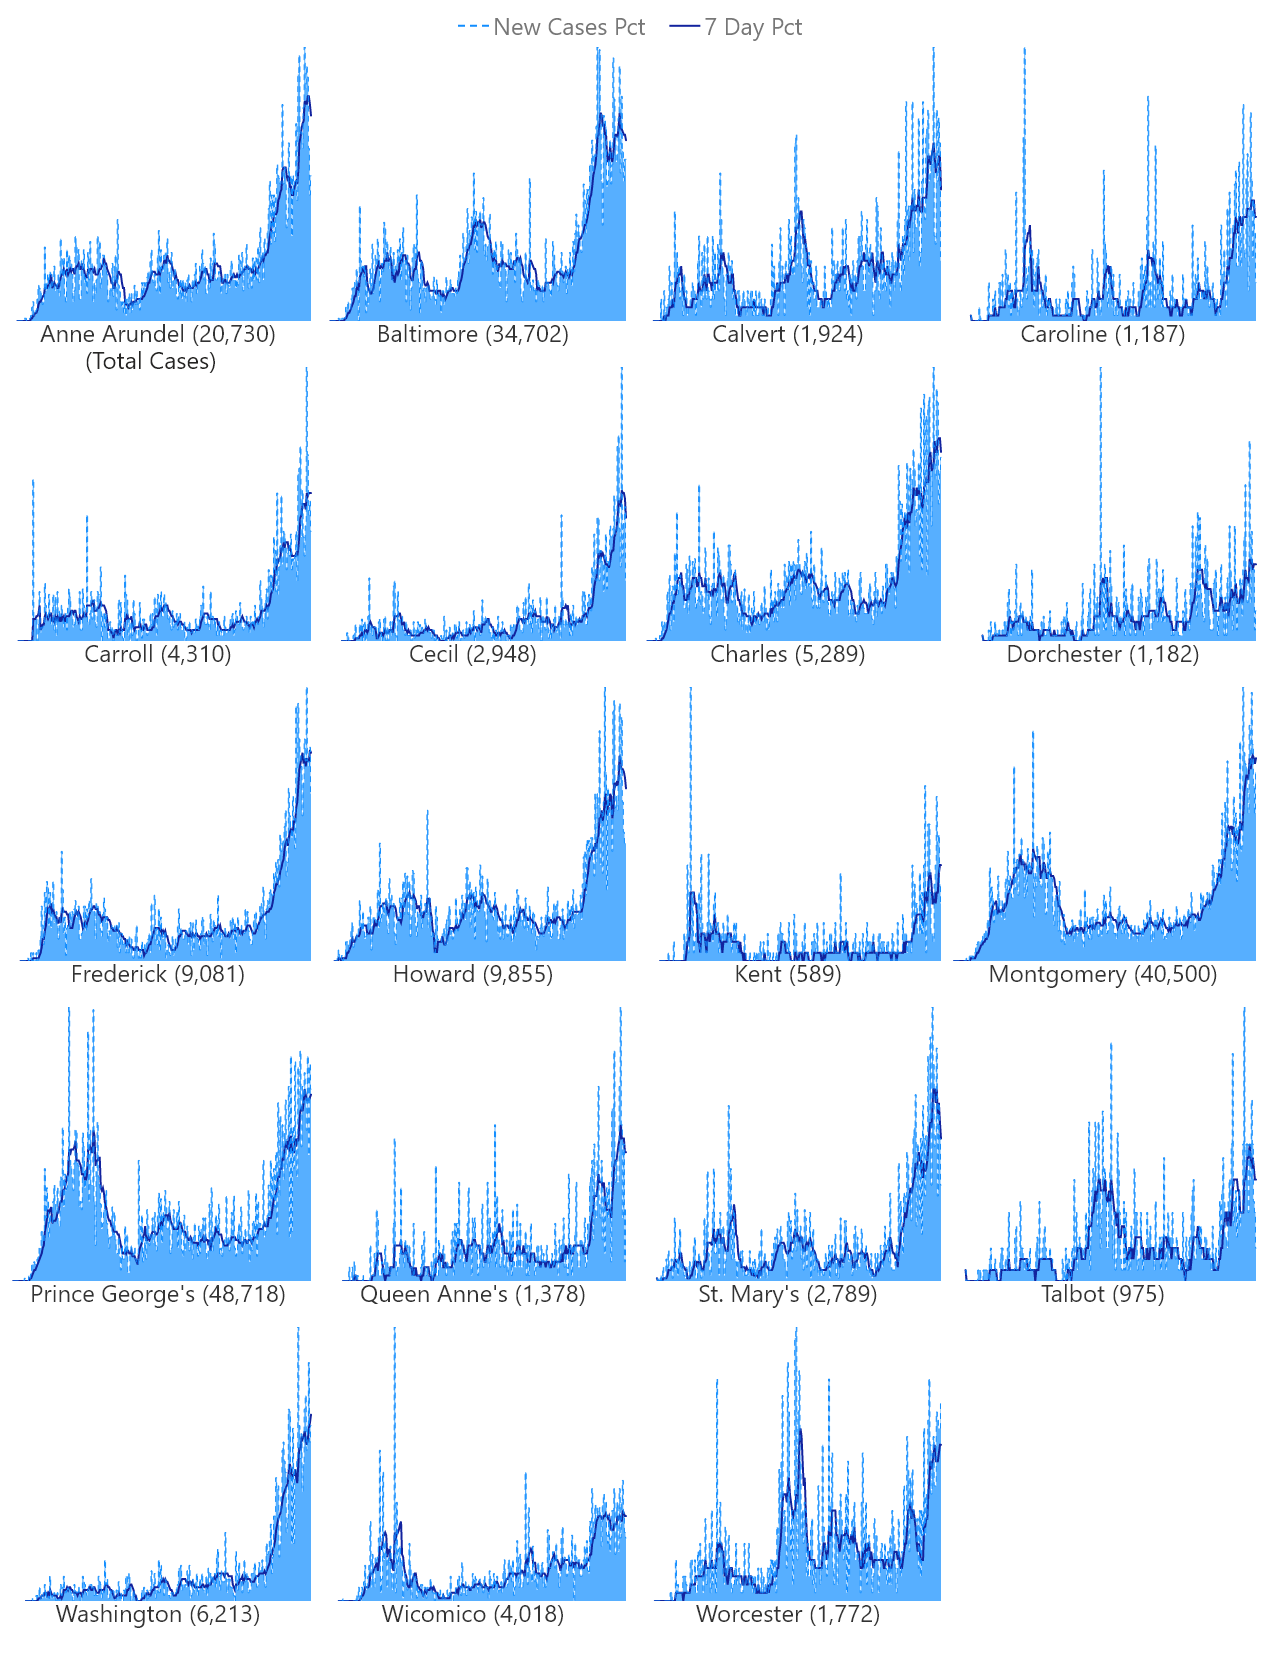 New Cases Pct 7 Day Pct
Anne Arundel (20,730) Baltimore (34,702) Calvert (1,924) Caroline (1,187)
(Total Cases)
Carroll (4,310) Cecil (2,948) Charles (5,289) Dorchester (1,182)
Frederick (9,081) Howard (9,855) Kent (589) Montgomery (40,500)
Prince George's (48,718) Queen Anne's (1,378) St. Mary's (2,789) Talbot (975)
Washington (6,213) Wicomico (4,018) Worcester (1,772)